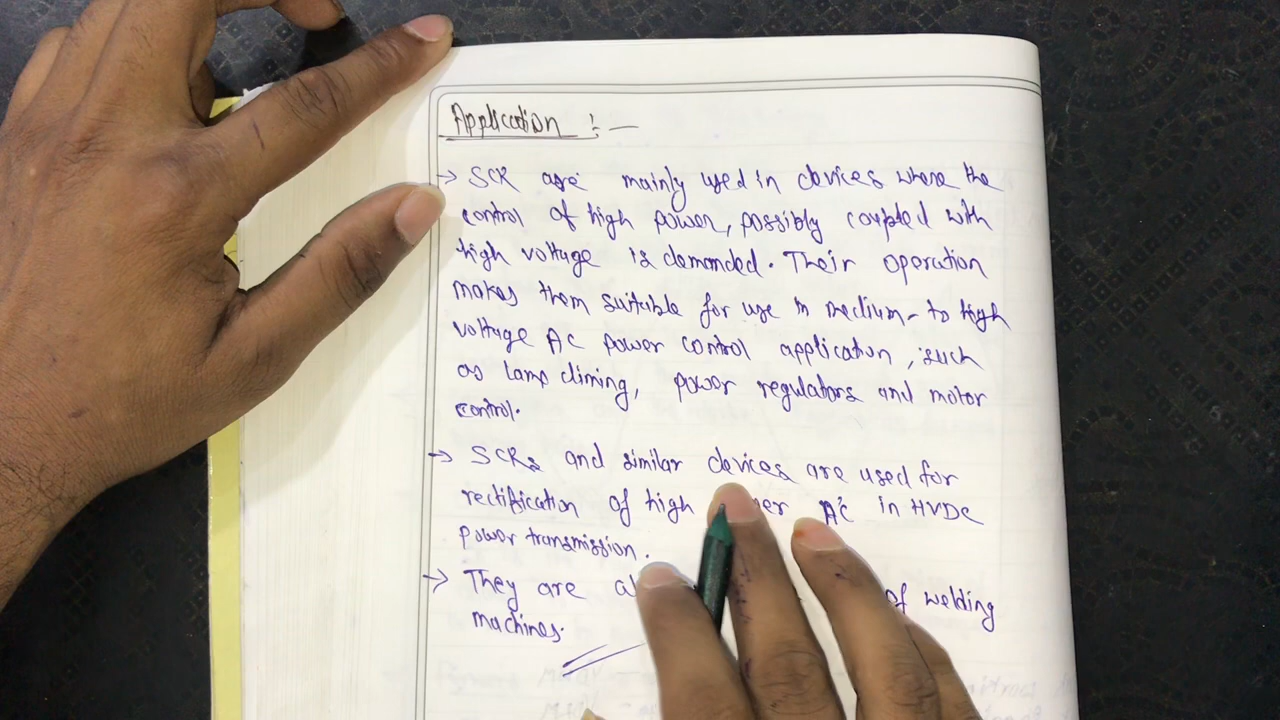 Application :-
→ SCR are mainly used in devices where the
control of high power, possibly coupled with
high voltage is demanded. Their operation
makes them suitable for use in medium- to high
voltage AC power control application, such
as lamp diming, power regulators and motor
control.
→ SCRs and similar devices are used for
rectification of high AC in HVDC
power transmission.
→ They are of welding
machines.